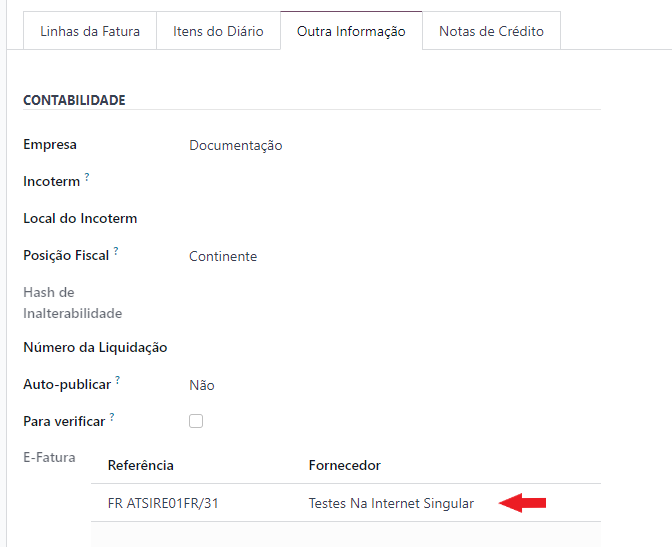 Linhas da Fatura Itens do Diário Outra Informação Notas de Crédito
CONTABILIDADE
Empresa Documentação
Incoterm ?
Local do Incoterm
Posição Fiscal ? Continente
Hash de
Inalterabilidade
Número da Liquidação
Auto-publicar ? Não
Para verificar ?
E-Fatura
Referência Fornecedor
FR ATSIRE01FR/31 Testes Na Internet Singular